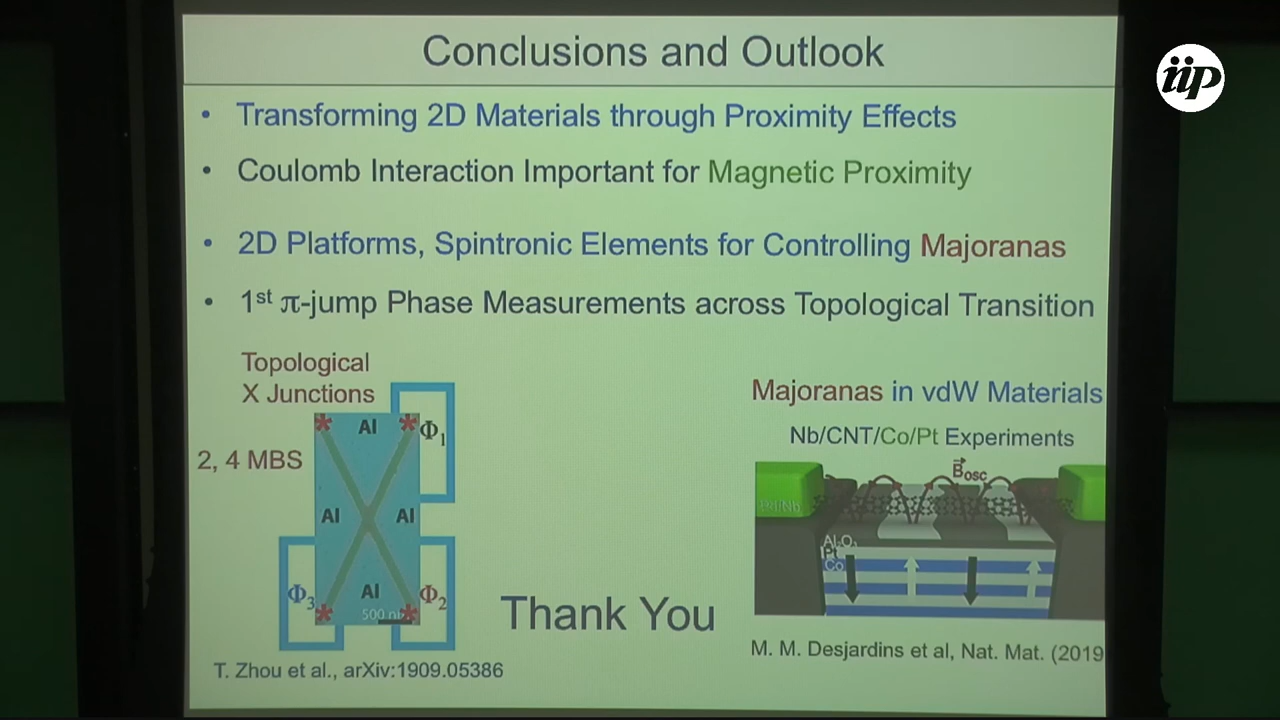 Conclusions and Outlook
iip
• Transforming 2D Materials through Proximity Effects
• Coulomb Interaction Important for Magnetic Proximity
• 2D Platforms, Spintronic Elements for Controlling Majoranas
• 1st π-jump Phase Measurements across Topological Transition
Topological
X Junctions
2, 4 MBS
Al
Φ1
Al
Al
Al
Φ3
Φ2
500 n
T. Zhou et al., arXiv:1909.05386
Thank You
Majoranas in vdW Materials
Nb/CNT/Co/Pt Experiments
Bosc
Al2O3
Pt
Co
M. M. Desjardins et al, Nat. Mat. (2019